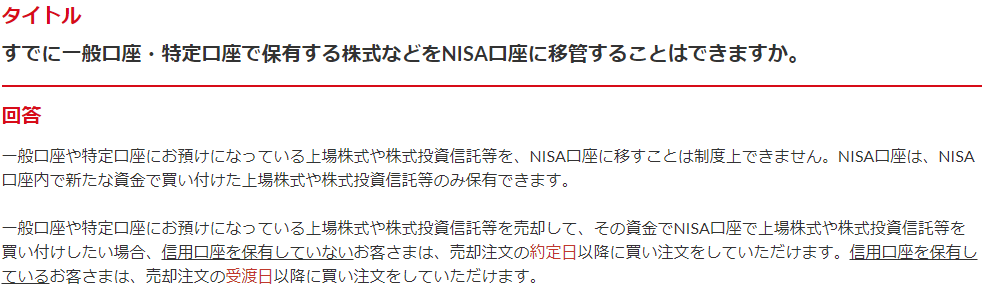 タイトル
すでに一般口座・特定口座で保有する株式などをNISA口座に移管することはできますか。
回答
一般口座や特定口座にお預けになっている上場株式や株式投資信託等を、NISA口座に移すことは制度上できません。NISA口座は、NISA
口座内で新たな資金で買い付けた上場株式や株式投資信託等のみ保有できます。
一般口座や特定口座にお預けになっている上場株式や株式投資信託等を売却して、その資金でNISA口座で上場株式や株式投資信託等を
買い付けしたい場合、信用口座を保有していないお客さまは、売却注文の約定日以降に買い注文をしていただけます。信用口座を保有し
ているお客さまは、売却注文の受渡日以降に買い注文をしていただけます。